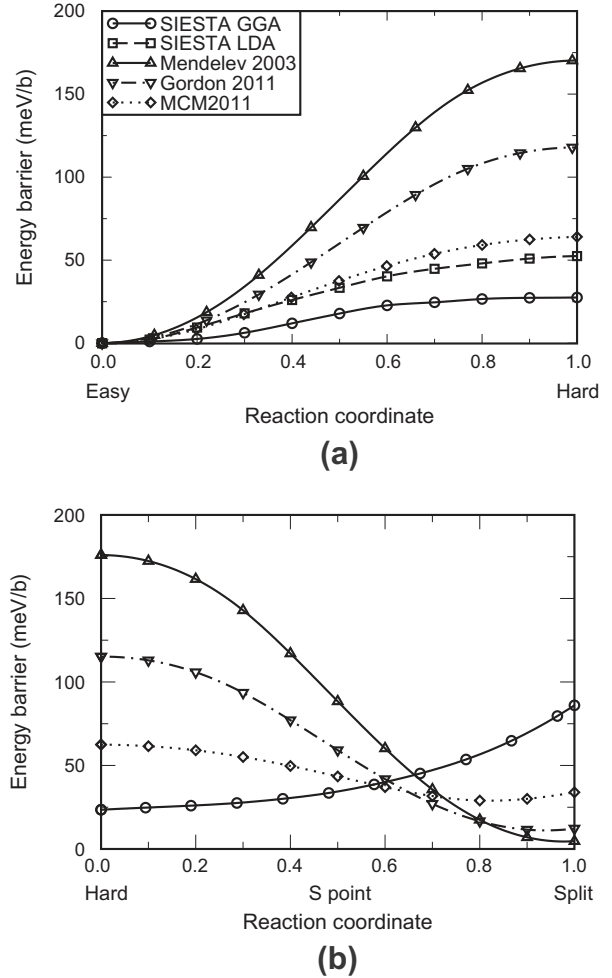 200
150
100
50
0
Energy barrier (meV/b)
SIESTA GGA
SIESTA LDA
Mendelev 2003
Gordon 2011
MCM2011
0.0 0.2 0.4 0.6 0.8 1.0
Easy Hard
Reaction coordinate
(a)
200
150
100
50
0
Energy barrier (meV/b)
0.0 0.2 0.4 0.6 0.8 1.0
Hard S point Split
Reaction coordinate
(b)